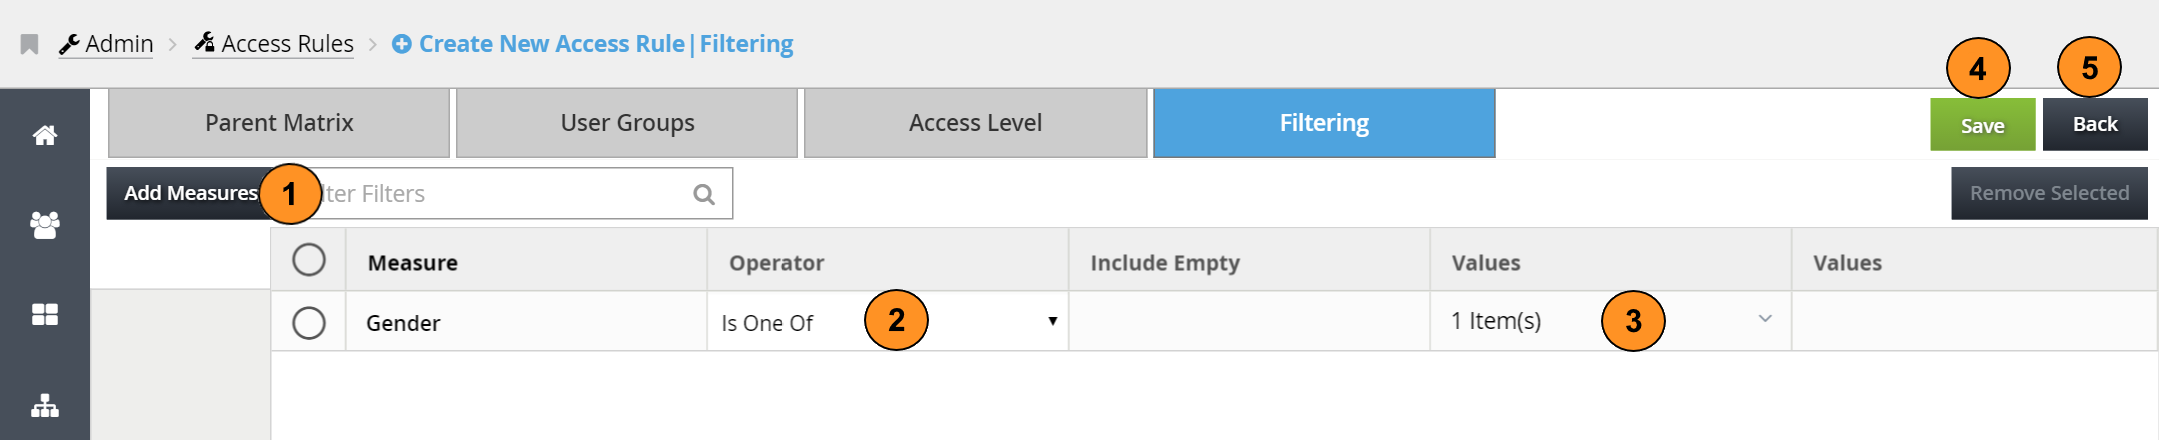 Admin > Access Rules > Create New Access Rule|Filtering
4 5
Parent Matrix User Groups Access Level Filtering Save Back
Add Measures 1 lter Filters Remove Selected
Measure Operator Include Empty Values Values
Gender Is One Of 2 1 Item(s) 3